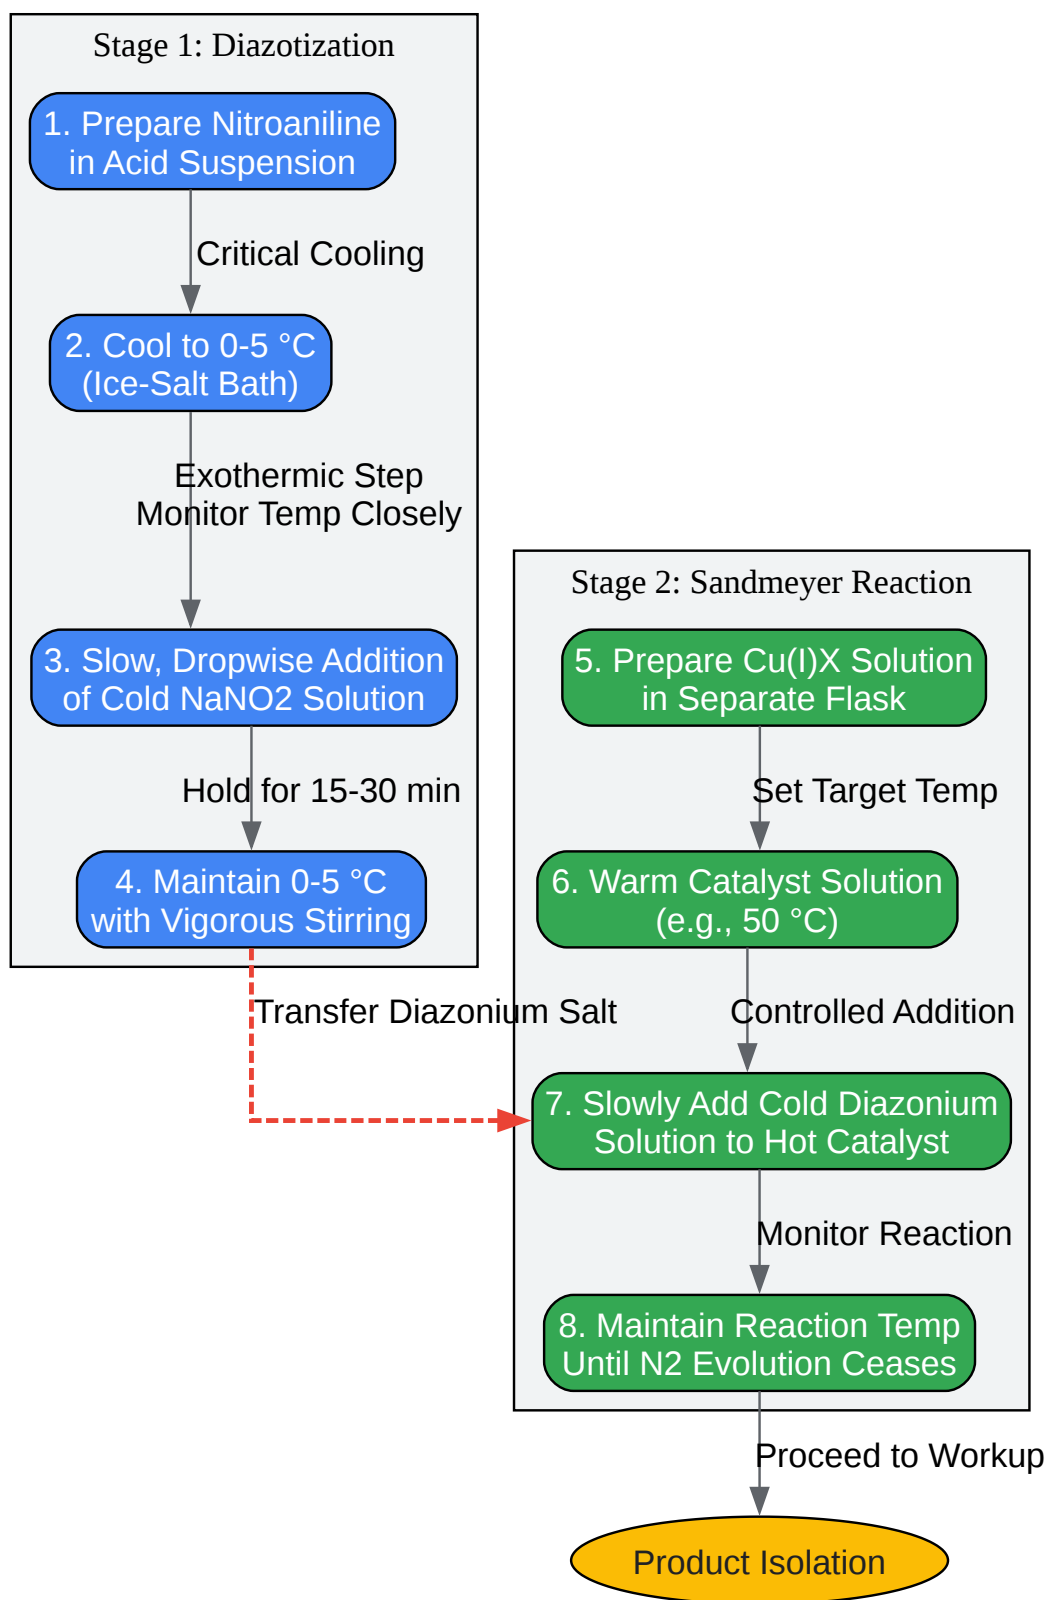 Stage 1: Diazotization
1. Prepare Nitroaniline
in Acid Suspension
Critical Cooling
2. Cool to 0-5 °C
(Ice-Salt Bath)
Exothermic Step
Monitor Temp Closely
3. Slow, Dropwise Addition
of Cold NaNO2 Solution
Hold for 15-30 min
4. Maintain 0-5 °C
with Vigorous Stirring
Transfer Diazonium Salt
Stage 2: Sandmeyer Reaction
5. Prepare Cu(I)X Solution
in Separate Flask
Set Target Temp
6. Warm Catalyst Solution
(e.g., 50 °C)
Controlled Addition
7. Slowly Add Cold Diazonium
Solution to Hot Catalyst
Monitor Reaction
8. Maintain Reaction Temp
Until N2 Evolution Ceases
Proceed to Workup
Product Isolation